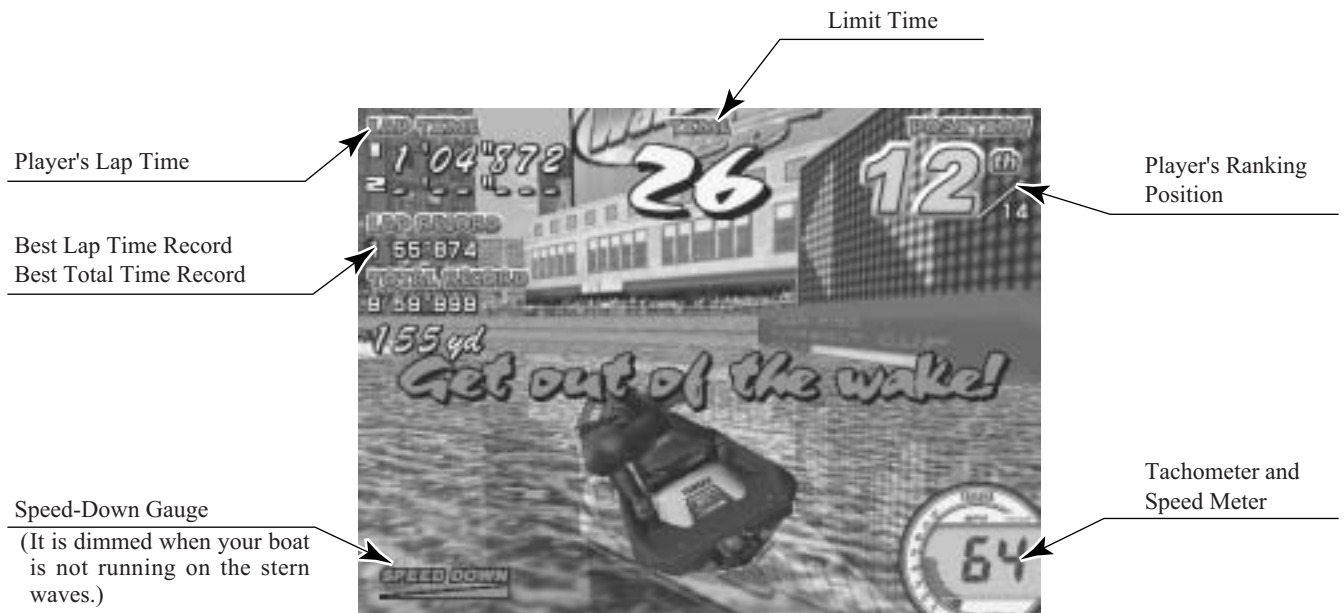 Limit Time
Player's Lap Time
Best Lap Time Record
Best Total Time Record
Speed-Down Gauge
(It is dimmed when your boat
is not running on the stern
waves.)
LAP TIME
1 1'04"872
2 - '- - "- - -
LAP RECORD
1'55"874
TOTAL RECORD
9'59"999
155 yd
TIME
26
POSITION
12th
14
Get out of the wake!
SPEED DOWN
64
Player's Ranking
Position
Tachometer and
Speed Meter